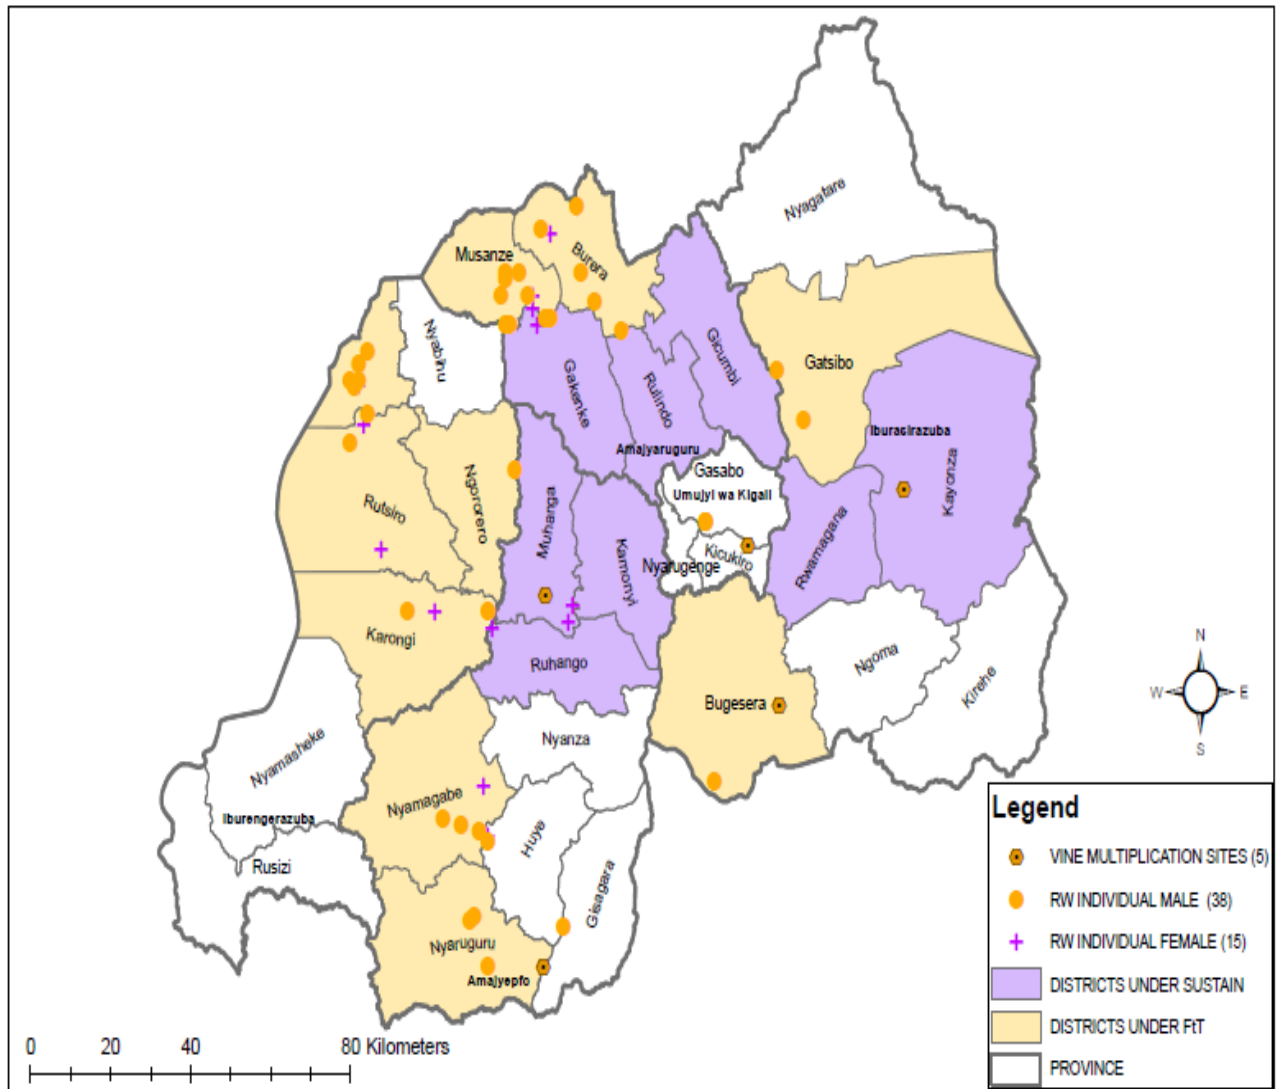 Nyagatare
Musanze
Burera
Nyabihu
Gakenke
Rulindo
Gicumbi
Gatsibo
Iburasirazuba
Amajyaruguru
Gasabo
Umujyi wa Kigali
Kayonza
Ngororero
Rutsiro
Muhanga
Kamonyi
Nyarugenge
Kicukiro
Rwamagana
Karongi
Ruhango
Ngoma
Kirehe
Bugesera
Nyanza
Nyamasheke
Nyamagabe
Iburengerazuba
Huye
Rusizi
Gisagara
Nyaruguru
Amajyepfo
N
W
E
S
0
20
40
80 Kilometers
Legend
VINE MULTIPLICATION SITES (5)
RW INDIVIDUAL MALE (38)
RW INDIVIDUAL FEMALE (15)
DISTRICTS UNDER SUSTAIN
DISTRICTS UNDER FtT
PROVINCE